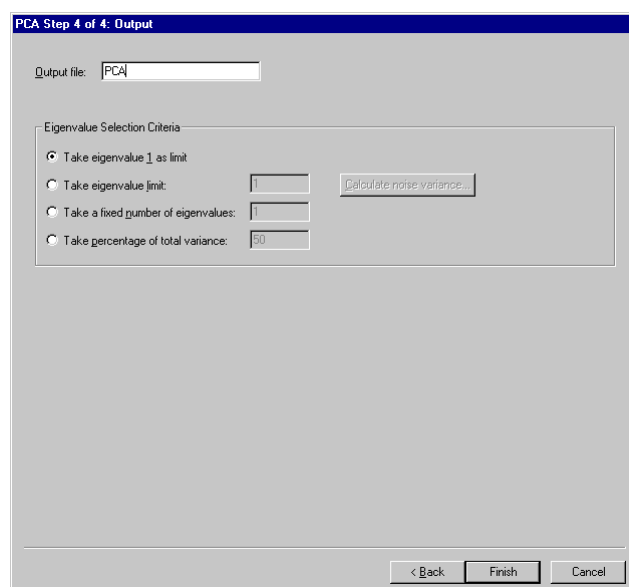 PCA Step 4 of 4: Output
Output file: PCA
Eigenvalue Selection Criteria
Take eigenvalue 1 as limit
Take eigenvalue limit: 1 Calculate noise variance...
Take a fixed number of eigenvalues: 1
Take percentage of total variance: 50
< Back Finish Cancel